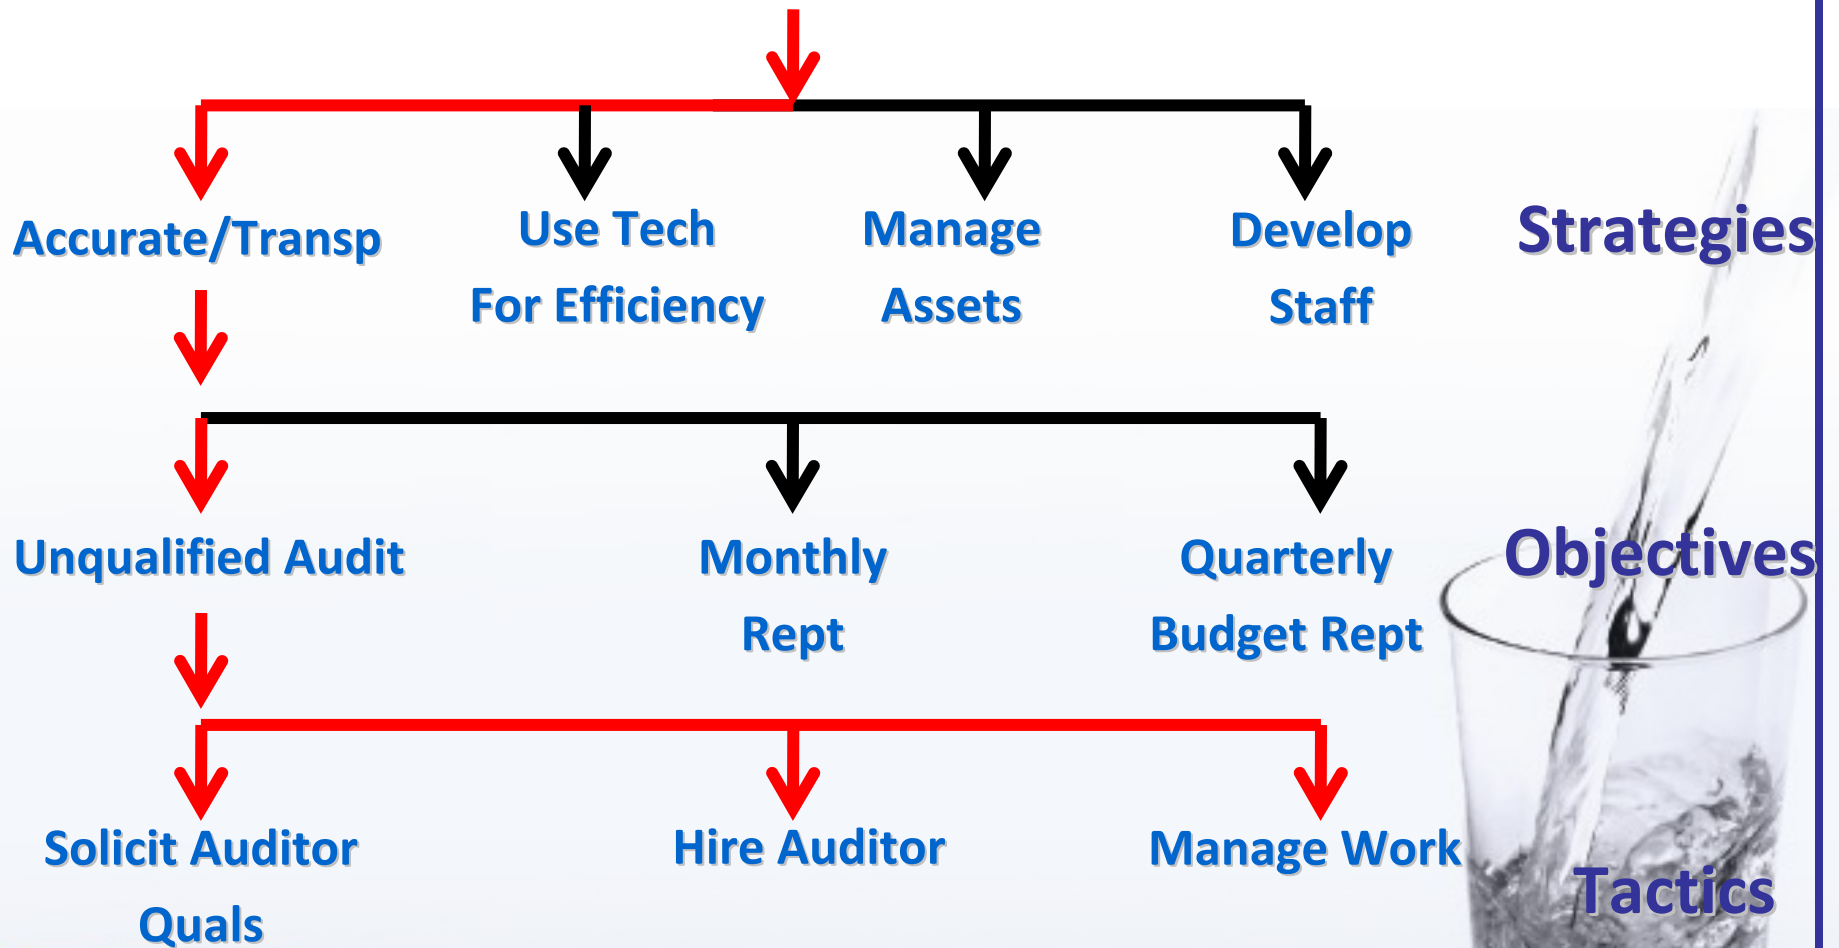 Accurate/Transp
Use Tech
For Efficiency
Manage
Assets
Develop
Staff
Strategies
Unqualified Audit
Monthly
Rept
Quarterly
Budget Rept
Objectives
Solicit Auditor
Quals
Hire Auditor
Manage Work
Tactics